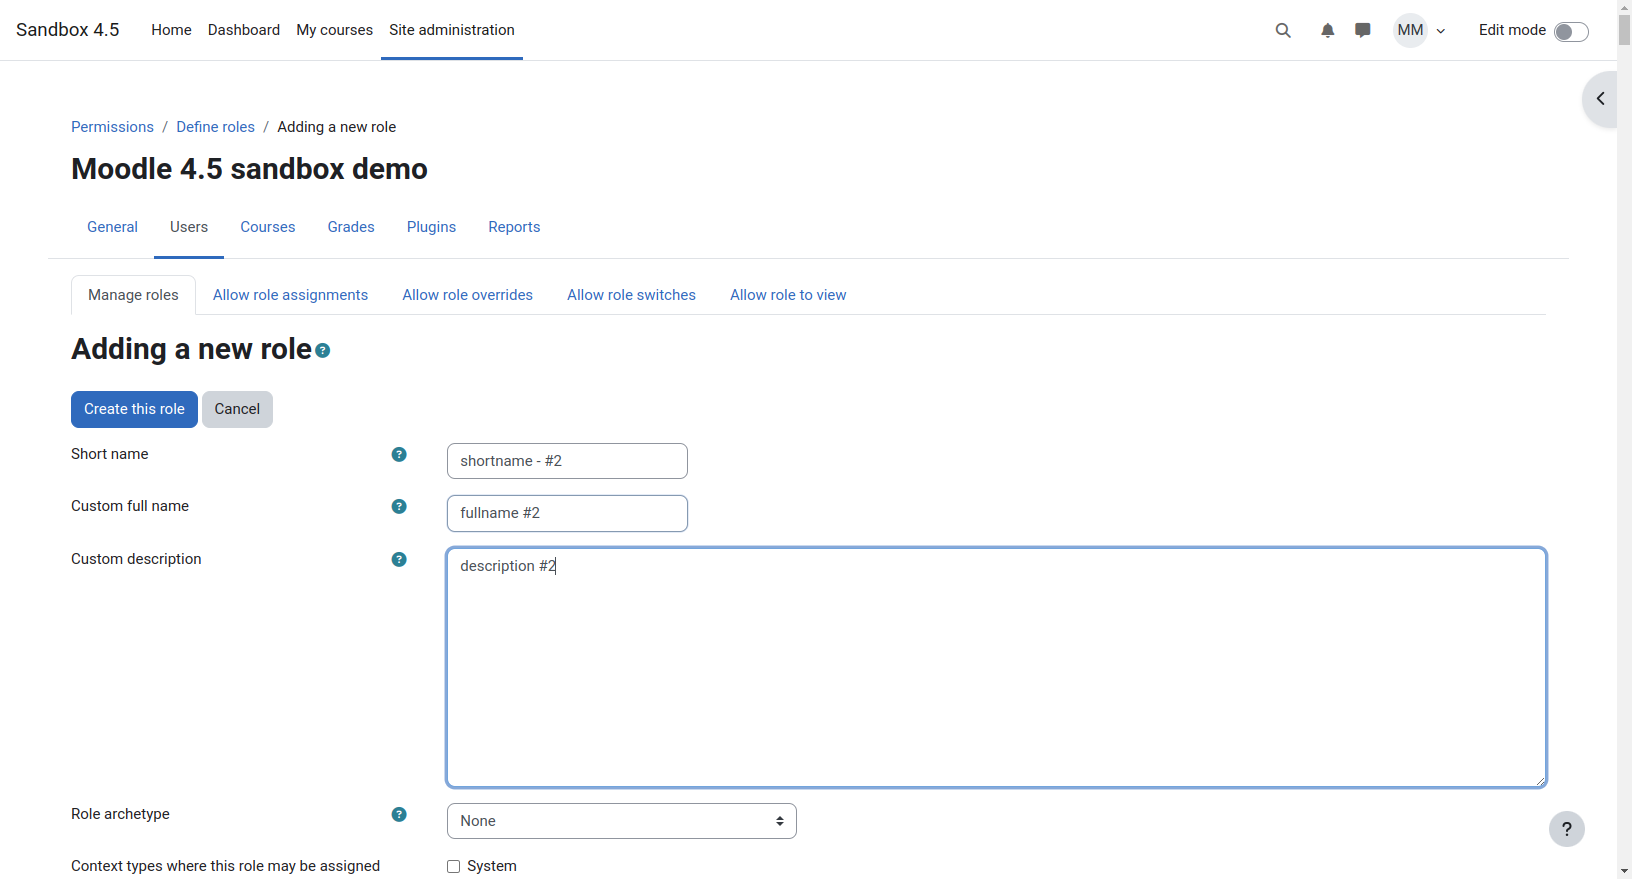 Sandbox 4.5 Home Dashboard My courses Site administration MM Edit mode
Permissions / Define roles / Adding a new role
Moodle 4.5 sandbox demo
General Users Courses Grades Plugins Reports
Manage roles Allow role assignments Allow role overrides Allow role switches Allow role to view
Adding a new role ?
Create this role Cancel
Short name ? shortname - #2
Custom full name ? fullname #2
Custom description ? description #2
Role archetype ? None
?
Context types where this role may be assigned System